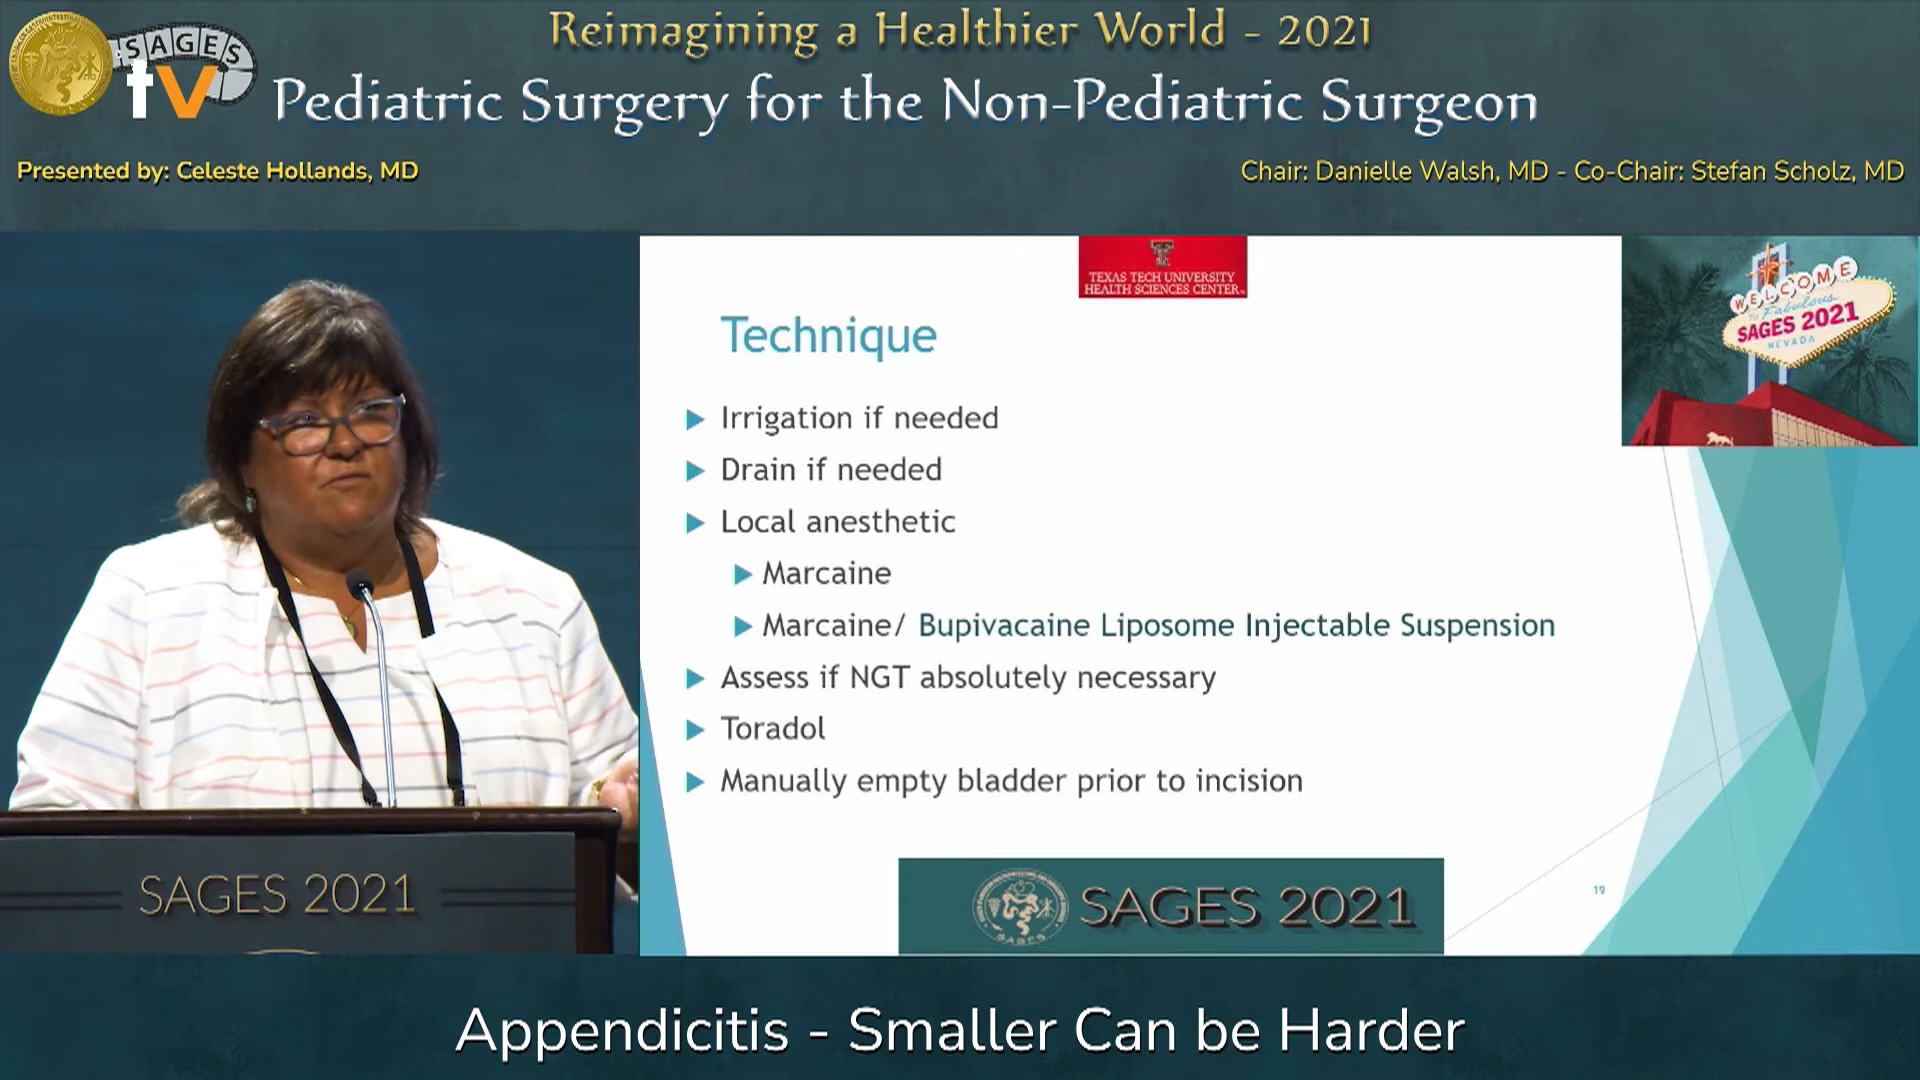 Reimagining a Healthier World - 2021
SAGES
tv
Pediatric Surgery for the Non-Pediatric Surgeon
Presented by: Celeste Hollands, MD
Chair: Danielle Walsh, MD - Co-Chair: Stefan Scholz, MD
TEXAS TECH UNIVERSITY
HEALTH SCIENCES CENTER
WELCOME
TO Fabulous
SAGES 2021
NEVADA
Technique
Irrigation if needed
Drain if needed
Local anesthetic
Marcaine
Marcaine/ Bupivacaine Liposome Injectable Suspension
Assess if NGT absolutely necessary
Toradol
Manually empty bladder prior to incision
SAGES 2021
SAGES
SAGES 2021
19
Appendicitis - Smaller Can be Harder